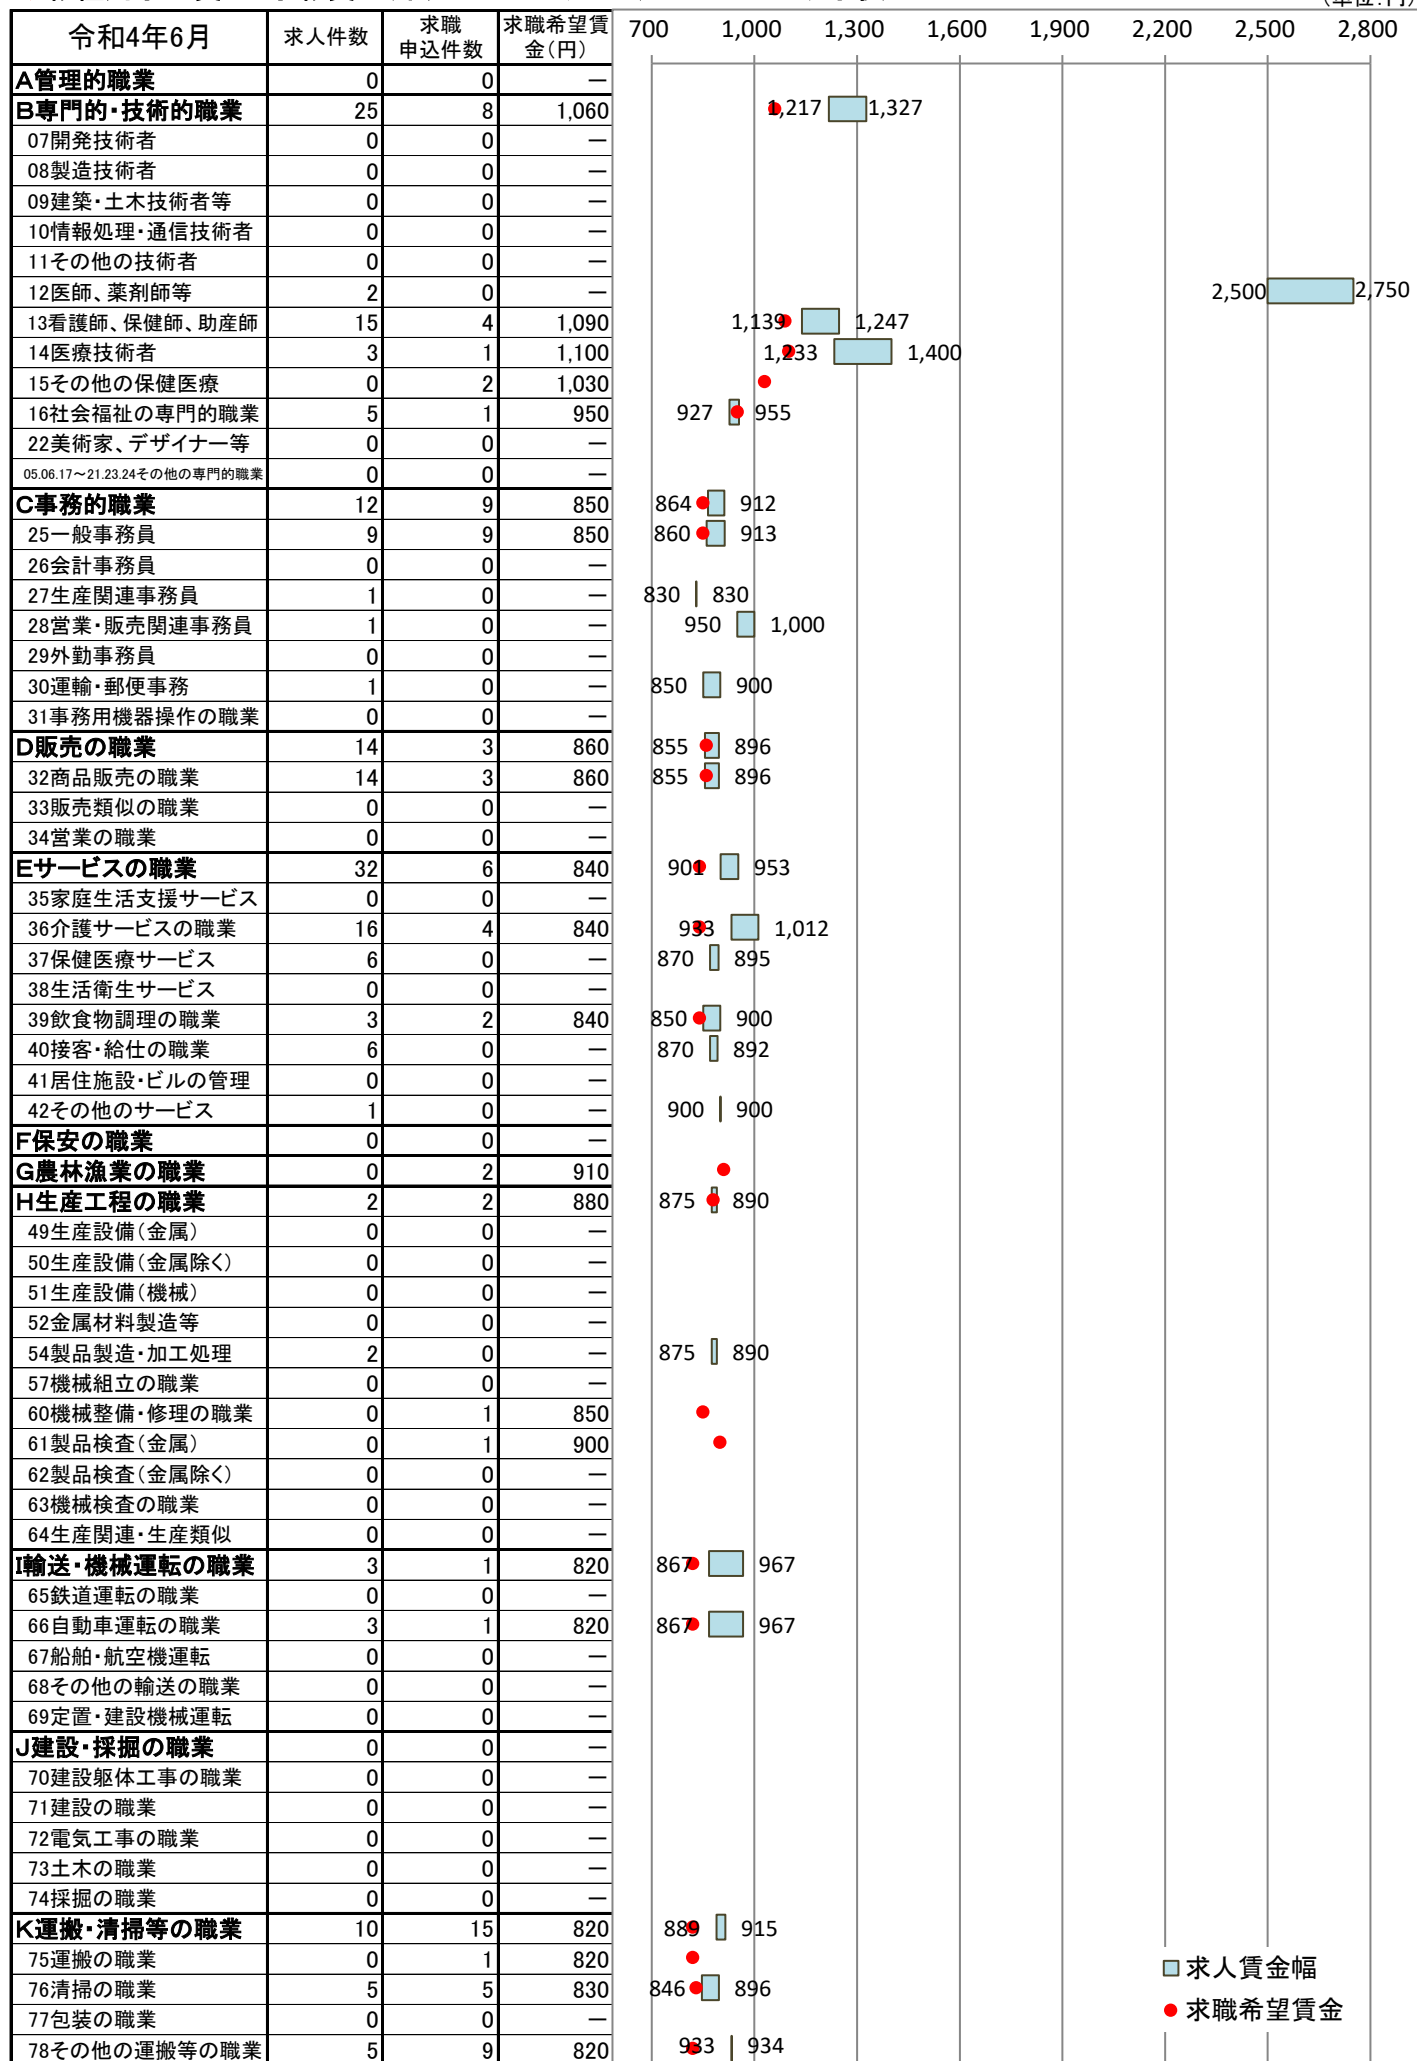 (単位:円)
令和4年6月 求人件数 求職申込件数 求職希望賃金(円) 700 1,000 1,300 1,600 1,900 2,200 2,500 2,800
A管理的職業 0 0 ―
B専門的・技術的職業 25 8 1,060 1,217 1,327
07開発技術者 0 0 ―
08製造技術者 0 0 ―
09建築・土木技術者等 0 0 ―
10情報処理・通信技術者 0 0 ―
11その他の技術者 0 0 ―
12医師、薬剤師等 2 0 ― 2,500 2,750
13看護師、保健師、助産師 15 4 1,090 1,139 1,247
14医療技術者 3 1 1,100 1,233 1,400
15その他の保健医療 0 2 1,030
16社会福祉の専門的職業 5 1 950 927 955
22美術家、デザイナー等 0 0 ―
05.06.17~21.23.24その他の専門的職業 0 0 ―
C事務的職業 12 9 850 864 912
25一般事務員 9 9 850 860 913
26会計事務員 0 0 ―
27生産関連事務員 1 0 ― 830 830
28営業・販売関連事務員 1 0 ― 950 1,000
29外勤事務員 0 0 ―
30運輸・郵便事務 1 0 ― 850 900
31事務用機器操作の職業 0 0 ―
D販売の職業 14 3 860 855 896
32商品販売の職業 14 3 860 855 896
33販売類似の職業 0 0 ―
34営業の職業 0 0 ―
Eサービスの職業 32 6 840 901 953
35家庭生活支援サービス 0 0 ―
36介護サービスの職業 16 4 840 933 1,012
37保健医療サービス 6 0 ― 870 895
38生活衛生サービス 0 0 ―
39飲食物調理の職業 3 2 840 850 900
40接客・給仕の職業 6 0 ― 870 892
41居住施設・ビルの管理 0 0 ―
42その他のサービス 1 0 ― 900 900
F保安の職業 0 0 ―
G農林漁業の職業 0 2 910
H生産工程の職業 2 2 880 875 890
49生産設備(金属) 0 0 ―
50生産設備(金属除く) 0 0 ―
51生産設備(機械) 0 0 ―
52金属材料製造等 0 0 ―
54製品製造・加工処理 2 0 ― 875 890
57機械組立の職業 0 0 ―
60機械整備・修理の職業 0 1 850
61製品検査(金属) 0 1 900
62製品検査(金属除く) 0 0 ―
63機械検査の職業 0 0 ―
64生産関連・生産類似 0 0 ―
I輸送・機械運転の職業 3 1 820 867 967
65鉄道運転の職業 0 0 ―
66自動車運転の職業 3 1 820 867 967
67船舶・航空機運転 0 0 ―
68その他の輸送の職業 0 0 ―
69定置・建設機械運転 0 0 ―
J建設・採掘の職業 0 0 ―
70建設躯体工事の職業 0 0 ―
71建設の職業 0 0 ―
72電気工事の職業 0 0 ―
73土木の職業 0 0 ―
74採掘の職業 0 0 ―
K運搬・清掃等の職業 10 15 820 889 915
75運搬の職業 0 1 820
76清掃の職業 5 5 830 846 896
77包装の職業 0 0 ―
78その他の運搬等の職業 5 9 820 933 934
求人賃金幅
求職希望賃金